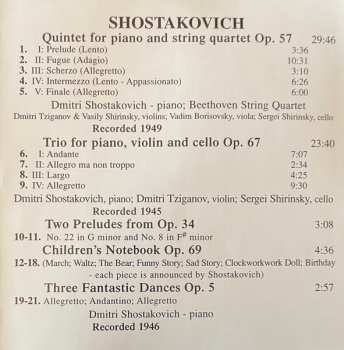 SHOSTAKOVICH
Quintet for piano and string quartet Op. 57 29:46
1. I: Prelude (Lento) 3:36
2. II: Fugue (Adagio) 10:31
3. III: Scherzo (Allegretto) 3:10
4. IV: Intermezzo (Lento - Appassionato) 6:26
5. V: Finale (Allegretto) 6:00
Dmitri Shostakovich - piano; Beethoven String Quartet
Dmitri Tziganov & Vasily Shirinsky, violins; Vadim Borisovsky, viola; Sergei Shirinsky, cello
Recorded 1949
Trio for piano, violin and cello Op. 67 23:40
6. I: Andante 7:07
7. II: Allegro ma non troppo 2:34
8. III: Largo 4:25
9. IV: Allegretto 9:30
Dmitri Shostakovich, piano; Dmitri Tziganov, violin; Sergei Shirinsky, cello
Recorded 1945
Two Preludes from Op. 34 3:08
10-11. No. 22 in G minor and No. 8 in F# minor
Children's Notebook Op. 69 4:36
12-18. (March; Waltz; The Bear; Funny Story; Sad Story; Clockworkwork Doll; Birthday
- each piece is announced by Shostakovich)
Three Fantastic Dances Op. 5 2:57
19-21. Allegretto; Andantino; Allegretto
Dmitri Shostakovich - piano
Recorded 1946